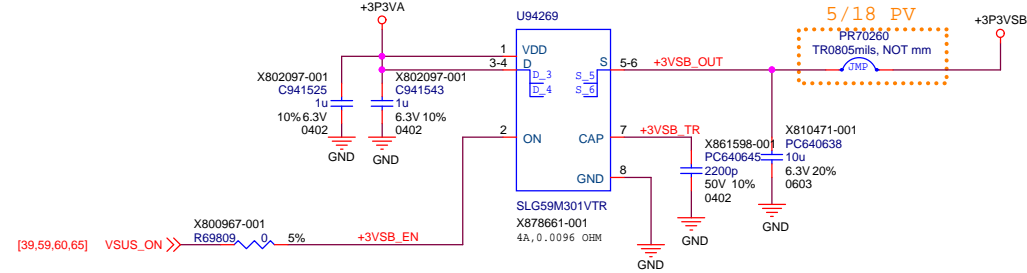 +3P3VA
U94269
5/18 PV
+3P3VSB
PR70260
TR0805mils, NOT mm
JMP
1
VDD
3-4
D
D_3
D_4
S
S_5
S_6
5-6
+3VSB_OUT
X802097-001
C941525
1u
10% 6.3V
0402
GND
X802097-001
C941543
1u
6.3V 10%
0402
GND
2
ON
CAP
7
+3VSB_TR
GND
8
X861598-001
PC640645
2200p
50V 10%
0402
GND
X810471-001
PC640638
10u
6.3V 20%
0603
GND
SLG59M301VTR
X878661-001
4A,0.0096 OHM
GND
X800967-001
R69809
0
5%
+3VSB_EN
[39,59,60,65]
VSUS_ON